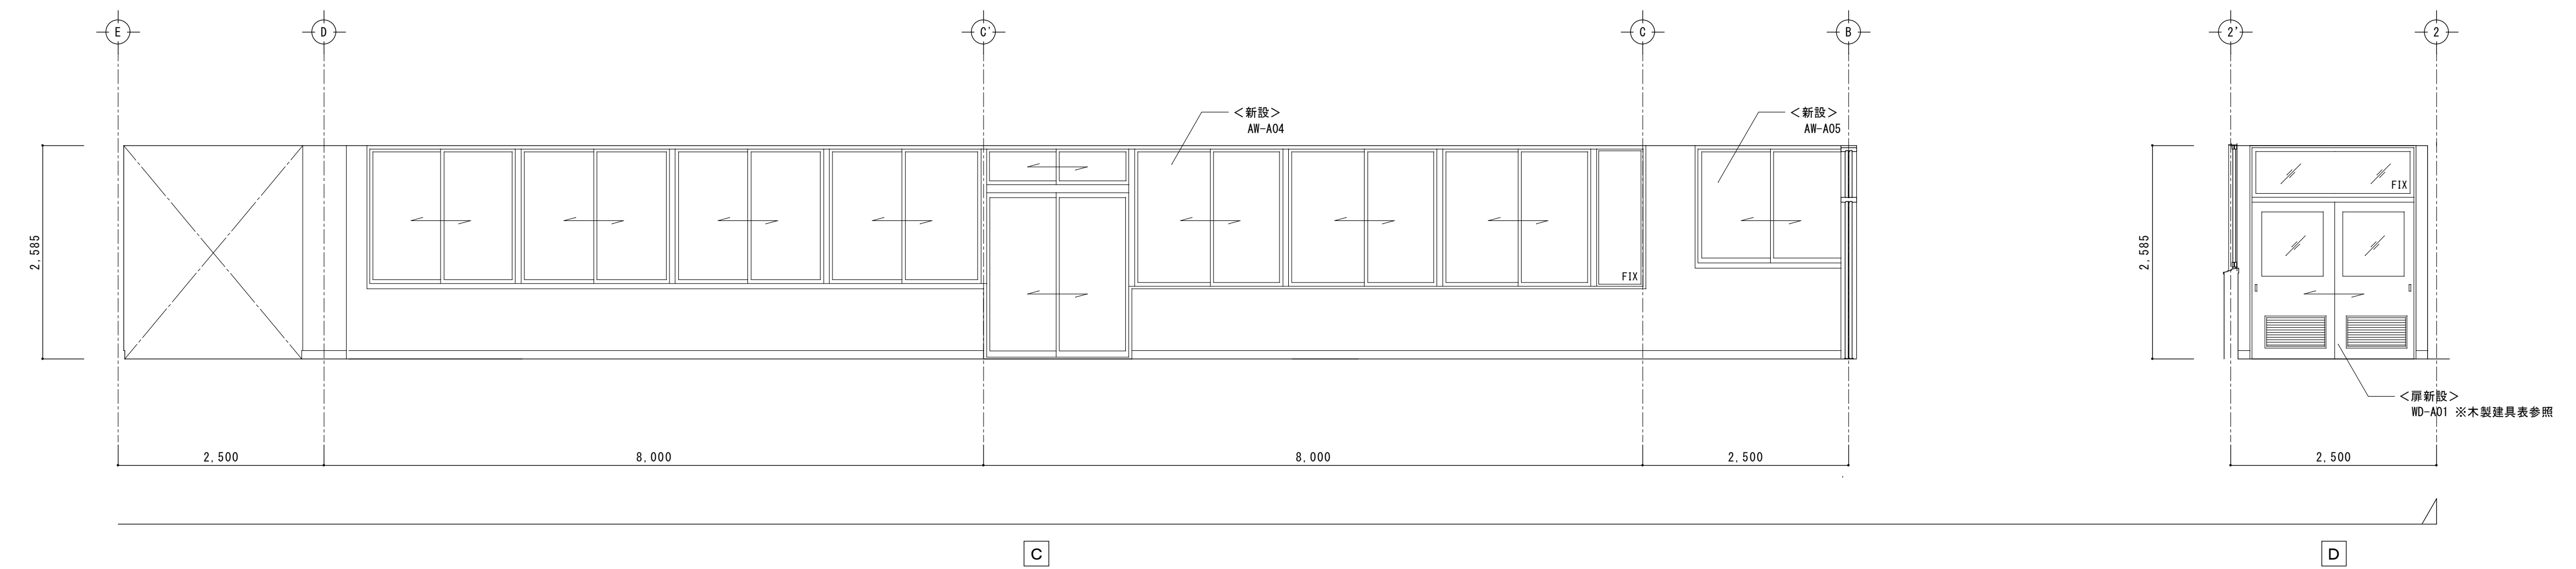 E
D
C'
C
B
2'
2
<新設>
AW-A04
<新設>
AW-A05
FIX
2,585
2,585
FIX
<扉新設>
WD-A01 ※木製建具表参照
2,500
8,000
8,000
2,500
2,500
C
D